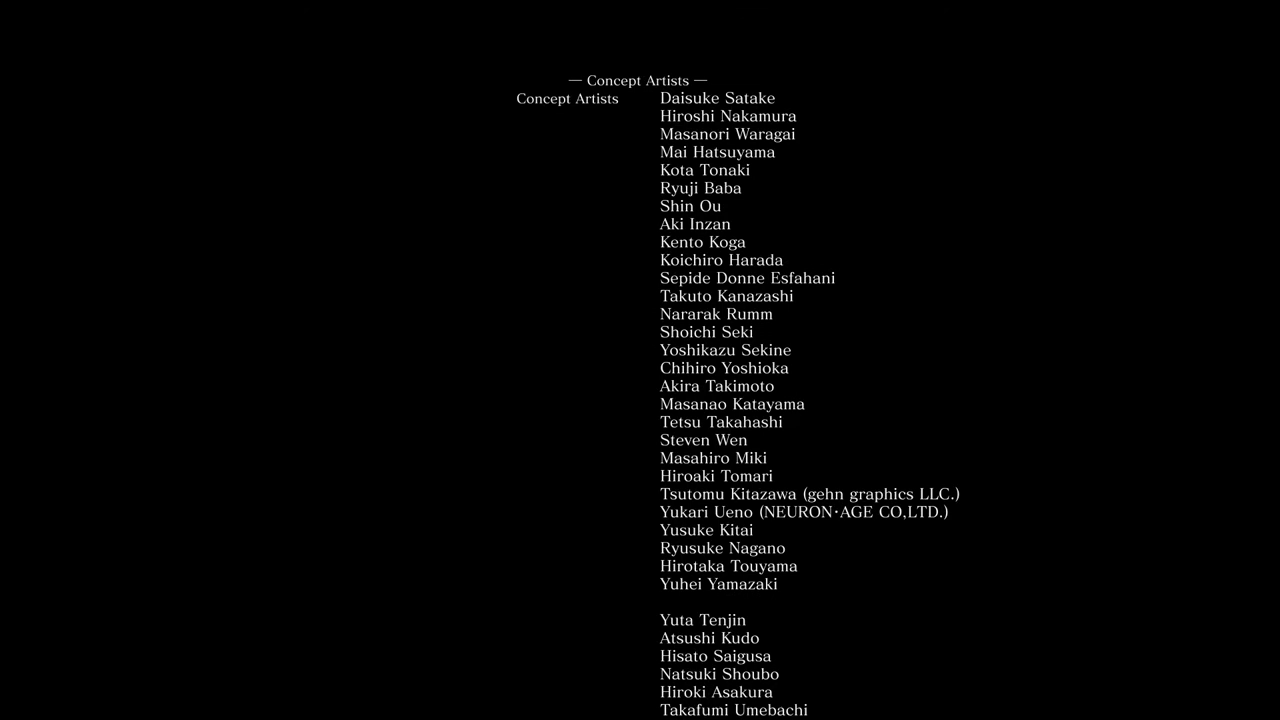 — Concept Artists —
Concept Artists Daisuke Satake
Hiroshi Nakamura
Masanori Waragai
Mai Hatsuyama
Kota Tonaki
Ryuji Baba
Shin Ou
Aki Inzan
Kento Koga
Koichiro Harada
Sepide Donne Esfahani
Takuto Kanazashi
Nararak Rumm
Shoichi Seki
Yoshikazu Sekine
Chihiro Yoshioka
Akira Takimoto
Masanao Katayama
Tetsu Takahashi
Steven Wen
Masahiro Miki
Hiroaki Tomari
Tsutomu Kitazawa (gehn graphics LLC.)
Yukari Ueno (NEURON･AGE CO,LTD.)
Yusuke Kitai
Ryusuke Nagano
Hirotaka Touyama
Yuhei Yamazaki
Yuta Tenjin
Atsushi Kudo
Hisato Saigusa
Natsuki Shoubo
Hiroki Asakura
Takafumi Umebachi